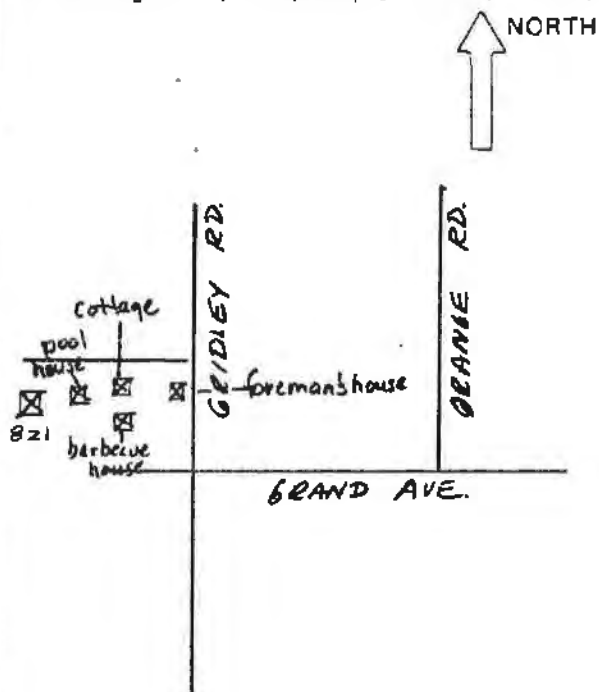 NORTH
GRIDLEY RD.
ORANGE RD.
cottage
pool
house
foreman's house
821
barbecue
house
GRAND AVE.